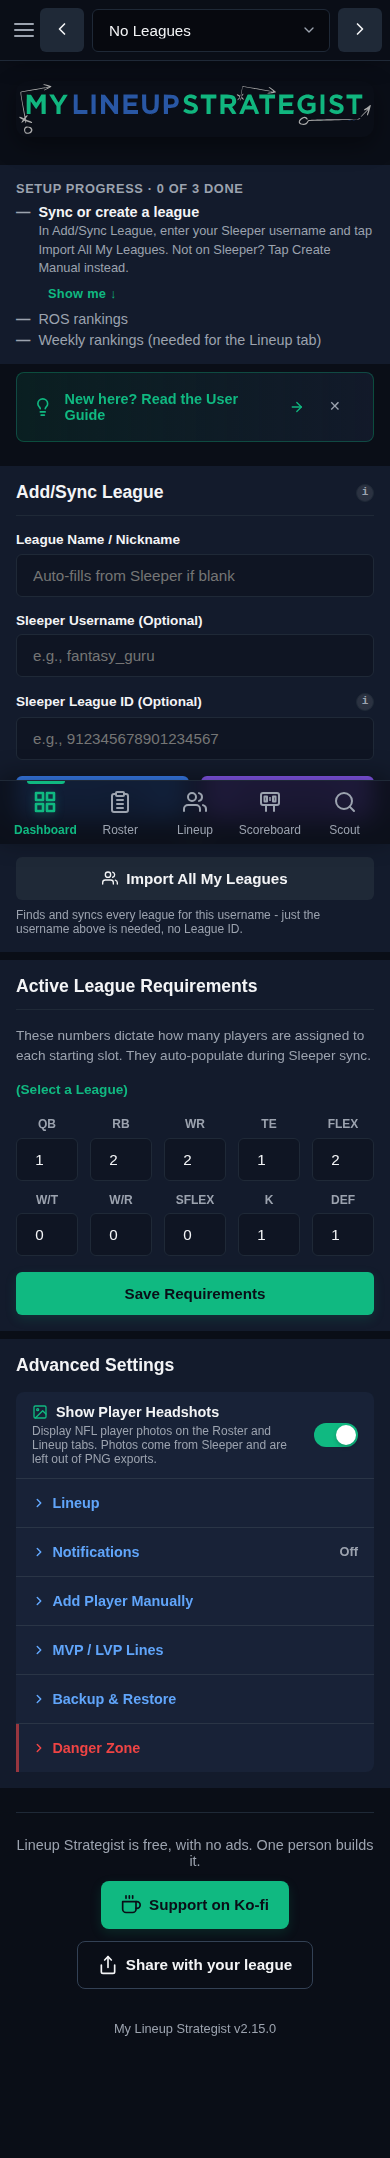 No Leagues
MY LINEUP STRATEGIST
SETUP PROGRESS · 0 OF 3 DONE
— Sync or create a league
In Add/Sync League, enter your Sleeper username and tap
Import All My Leagues. Not on Sleeper? Tap Create
Manual instead.
Show me ↓
— ROS rankings
— Weekly rankings (needed for the Lineup tab)
New here? Read the User
Guide
→ ✕
Add/Sync League i
League Name / Nickname
Auto-fills from Sleeper if blank
Sleeper Username (Optional)
e.g., fantasy_guru
Sleeper League ID (Optional) i
e.g., 912345678901234567
Dashboard Roster Lineup Scoreboard Scout
Import All My Leagues
Finds and syncs every league for this username - just the
username above is needed, no League ID.
Active League Requirements
These numbers dictate how many players are assigned to
each starting slot. They auto-populate during Sleeper sync.
(Select a League)
QB RB WR TE FLEX
1 2 2 1 2
W/T W/R SFLEX K DEF
0 0 0 1 1
Save Requirements
Advanced Settings
Show Player Headshots
Display NFL player photos on the Roster and
Lineup tabs. Photos come from Sleeper and are
left out of PNG exports.
Lineup
Notifications Off
Add Player Manually
MVP / LVP Lines
Backup & Restore
Danger Zone
Lineup Strategist is free, with no ads. One person builds
it.
Support on Ko-fi
Share with your league
My Lineup Strategist v2.15.0